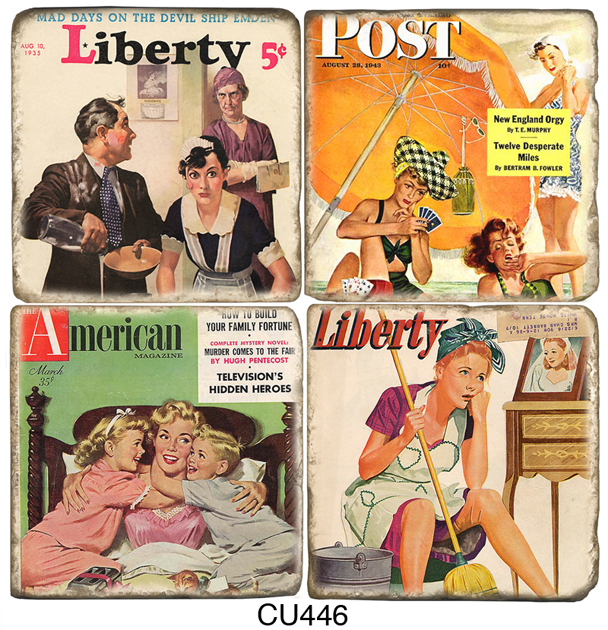 MAD DAYS ON THE DEVIL SHIP EMDEN
Liberty 5¢
AUG 10,
1935
POST
AUGUST 28, 1943 10¢
New England Orgy
By T. E. MURPHY
Twelve Desperate
Miles
By BERTRAM B. FOWLER
THE
American
MAGAZINE
March
35¢
HOW TO BUILD
YOUR FAMILY FORTUNE
COMPLETE MYSTERY NOVEL:
MURDER COMES TO THE FAIR
BY HUGH PENTECOST
TELEVISION'S
HIDDEN HEROES
Liberty
CU446